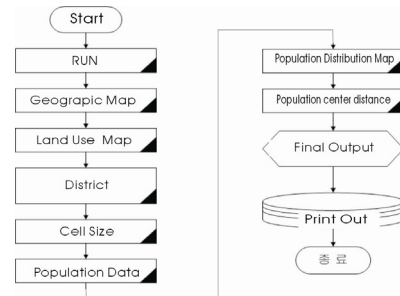 Start
RUN
Geograpic Map
Land Use Map
District
Cell Size
Population Data
Population Distribution Map
Population center distance
Final Output
Print Out
종료